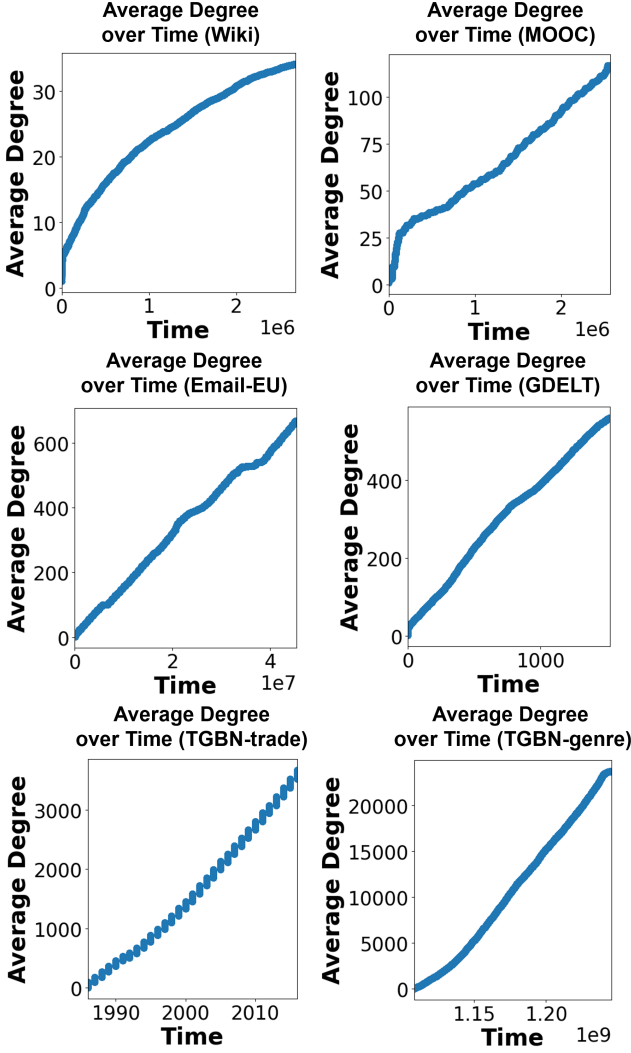 Average Degree
over Time (Wiki)
Average Degree
30
20
10
0
0
1
2
1e6
Time
Average Degree
over Time (MOOC)
Average Degree
100
75
50
25
0
0
1
2
1e6
Time
Average Degree
over Time (Email-EU)
Average Degree
600
400
200
0
0
2
4
1e7
Time
Average Degree
over Time (GDELT)
Average Degree
400
200
0
0
1000
Time
Average Degree
over Time (TGBN-trade)
Average Degree
3000
2000
1000
0
1990
2000
2010
Time
Average Degree
over Time (TGBN-genre)
Average Degree
20000
15000
10000
5000
0
1.15
1.20
1e9
Time